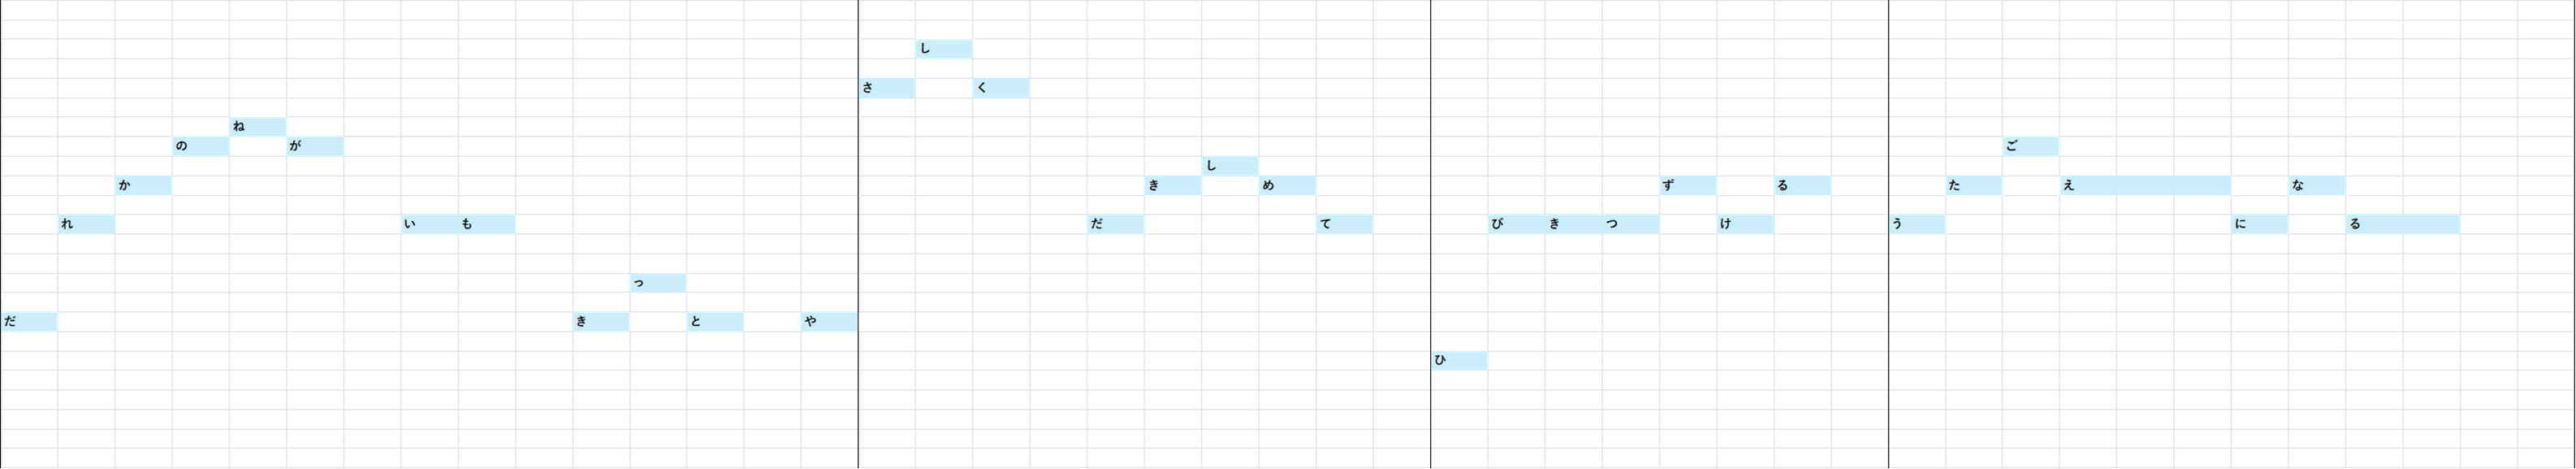 だれかのねがいもきっとや
さしくだきしめて
ひびきつずける
うたごえになる